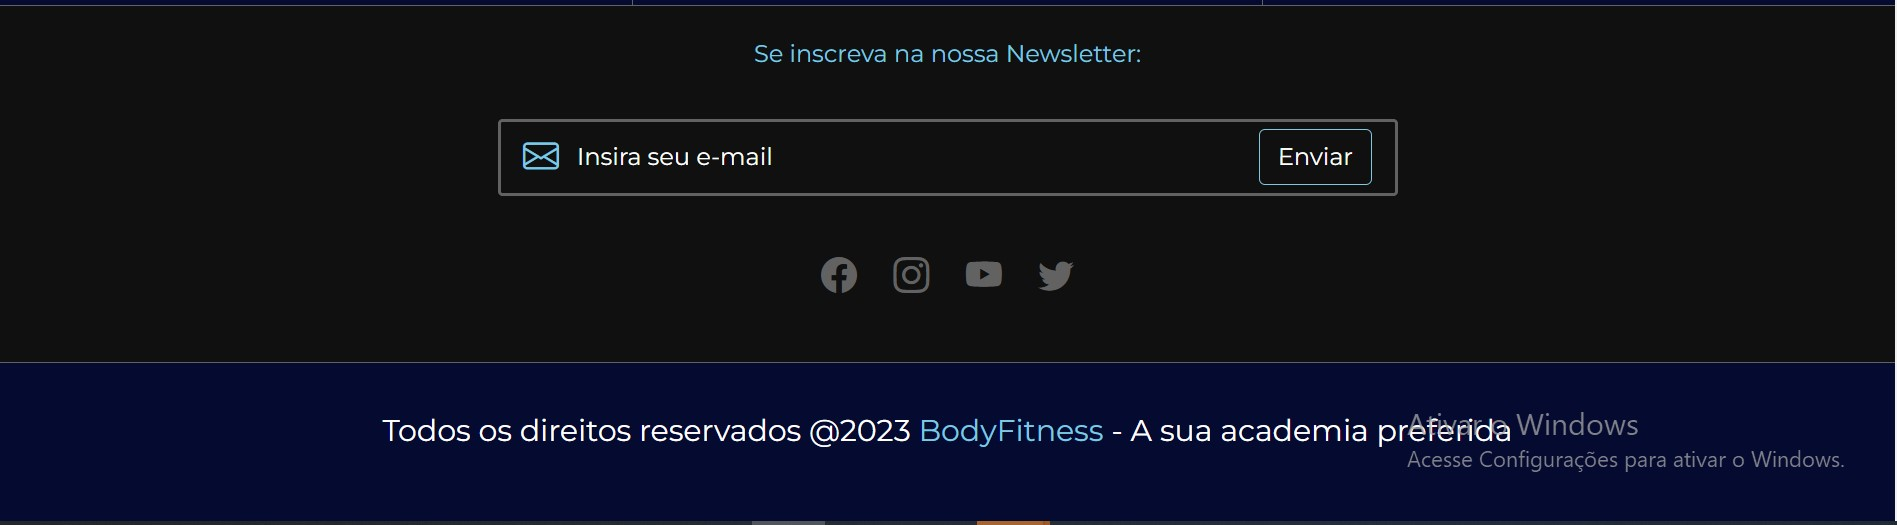 Se inscreva na nossa Newsletter:
Insira seu e-mail
Enviar
Todos os direitos reservados @2023 BodyFitness - A sua academia preferida
Ativar o Windows
Acesse Configurações para ativar o Windows.